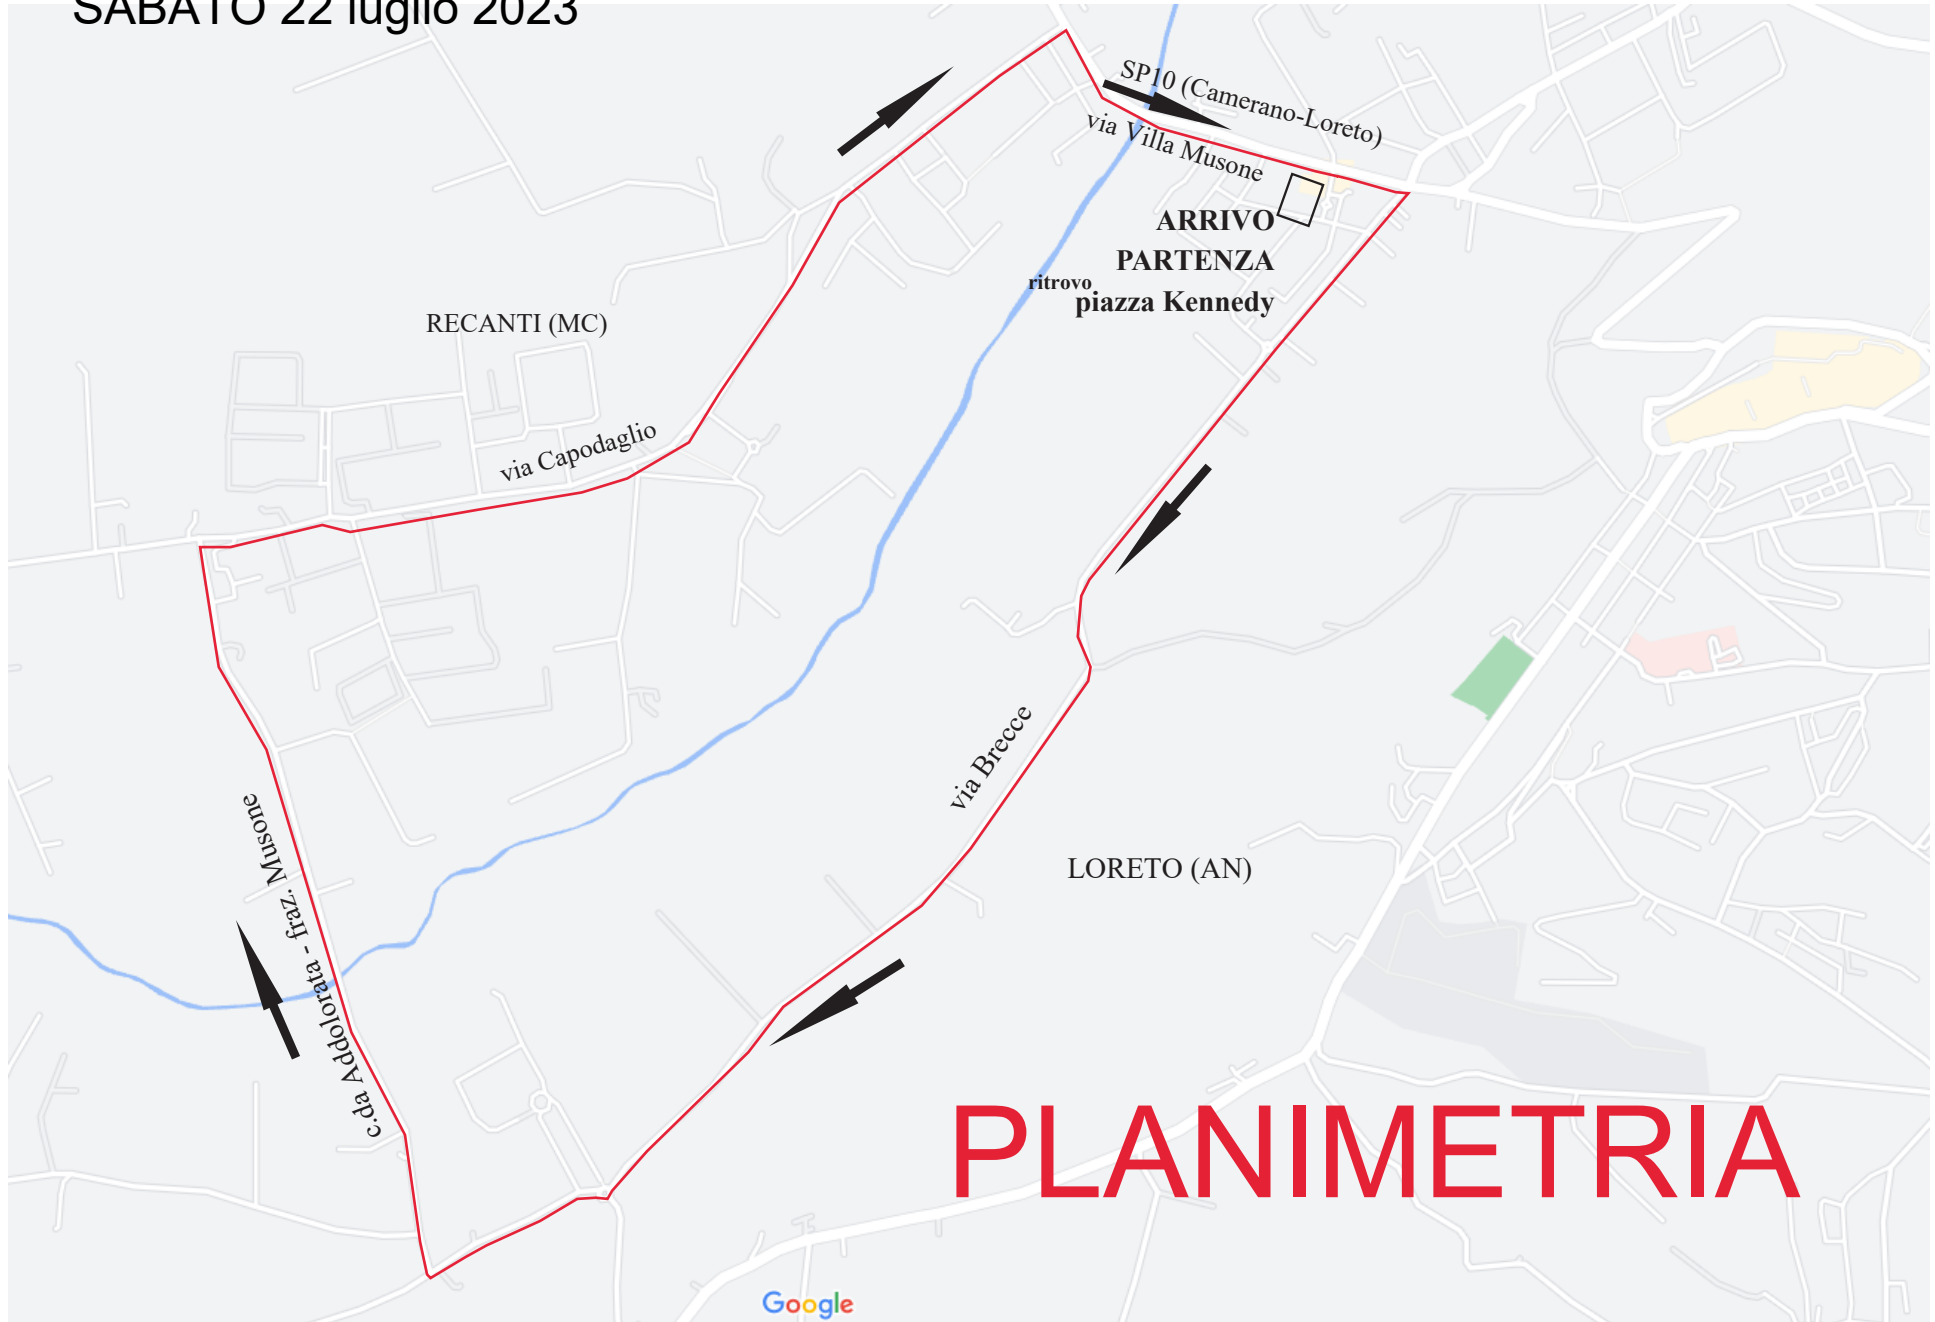 SABATO 22 luglio 2023
SP10 (Camerano-Loreto)
via Villa Musone
ARRIVO
PARTENZA
ritrovo
piazza Kennedy
RECANTI (MC)
via Capodaglio
via Brecce
c.da Addolorata - fraz. Musone
LORETO (AN)
PLANIMETRIA
Google